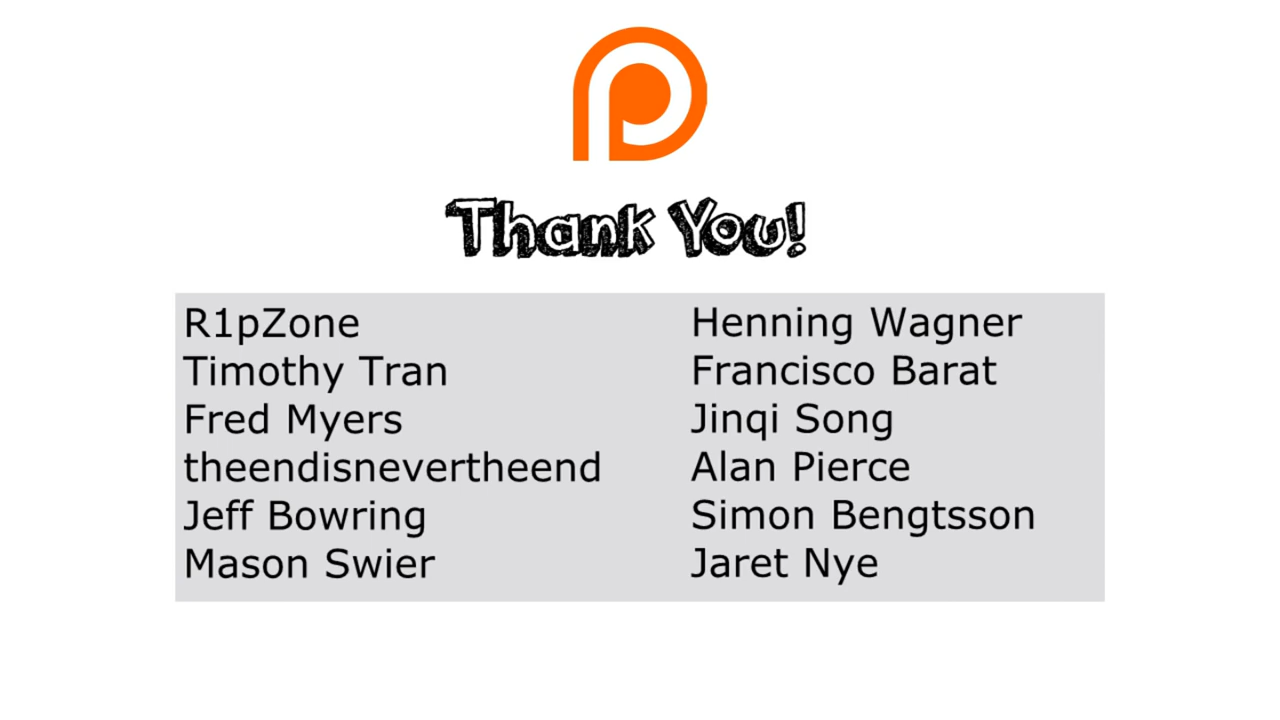 Thank You!
R1pZone
Timothy Tran
Fred Myers
theendisnevertheend
Jeff Bowring
Mason Swier
Henning Wagner
Francisco Barat
Jinqi Song
Alan Pierce
Simon Bengtsson
Jaret Nye